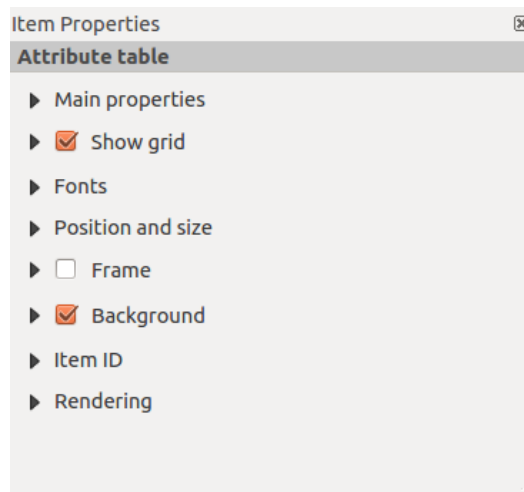 Item Properties
Attribute table
Main properties
Show grid
Fonts
Position and size
Frame
Background
Item ID
Rendering